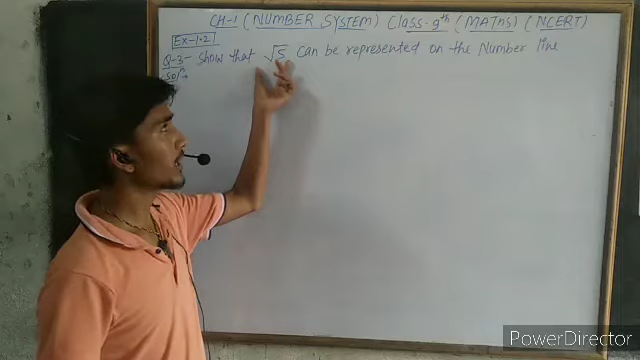 CH-1 (NUMBER SYSTEM) Class-9th (MATHS) (NCERT)
Ex-1.2
Q-3- Show that √5 can be represented on the Number line
Soln
PowerDirector